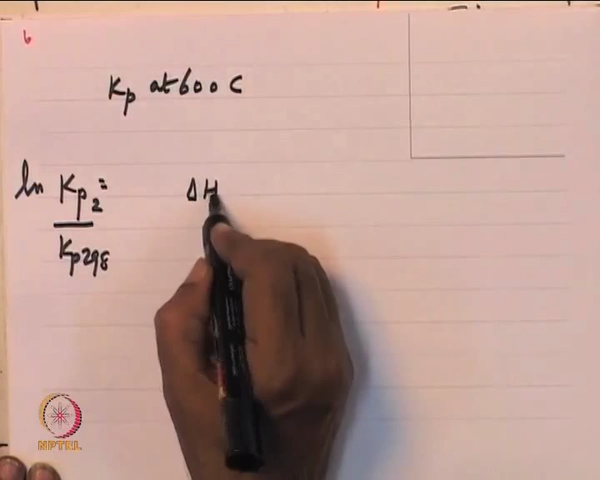 6
Kp at 600 C
ln Kp2 = ΔH
Kp298
NPTEL